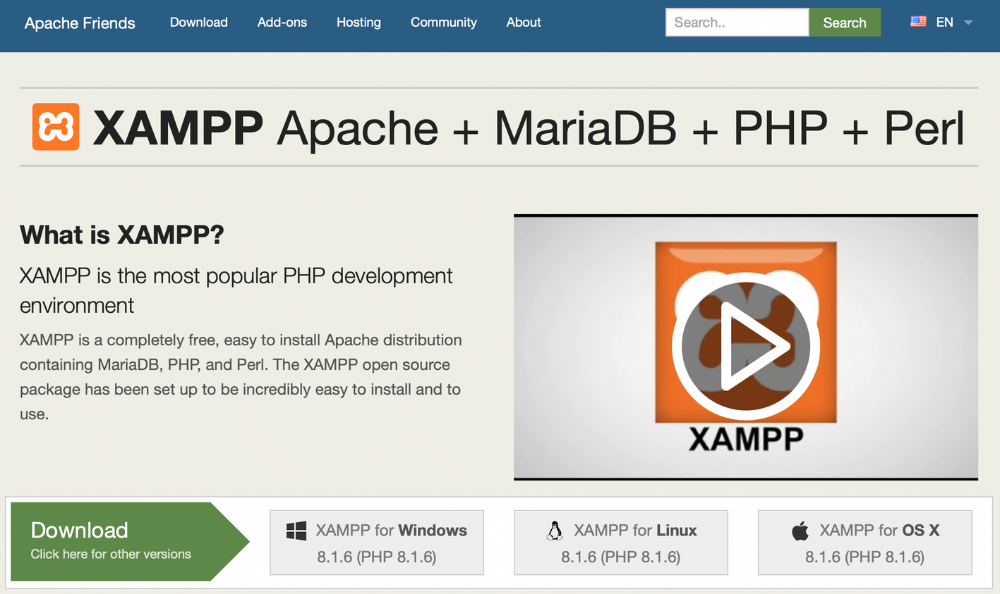 Apache Friends
Download
Add-ons
Hosting
Community
About
Search..
Search
EN
XAMPP Apache + MariaDB + PHP + Perl
What is XAMPP?
XAMPP is the most popular PHP development
environment
XAMPP is a completely free, easy to install Apache distribution
containing MariaDB, PHP, and Perl. The XAMPP open source
package has been set up to be incredibly easy to install and to
use.
XAMPP
Download
Click here for other versions
XAMPP for Windows
8.1.6 (PHP 8.1.6)
XAMPP for Linux
8.1.6 (PHP 8.1.6)
XAMPP for OS X
8.1.6 (PHP 8.1.6)